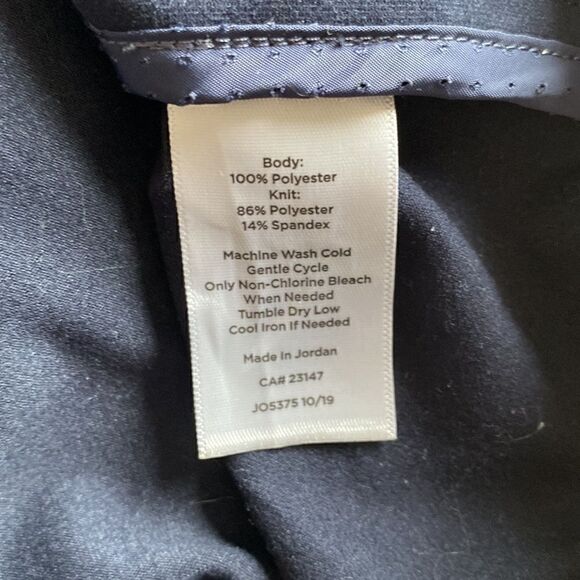 Body:
100% Polyester
Knit:
86% Polyester
14% Spandex
Machine Wash Cold
Gentle Cycle
Only Non-Chlorine Bleach
When Needed
Tumble Dry Low
Cool Iron If Needed
Made in Jordan
CA# 23147
JO5375 10/19